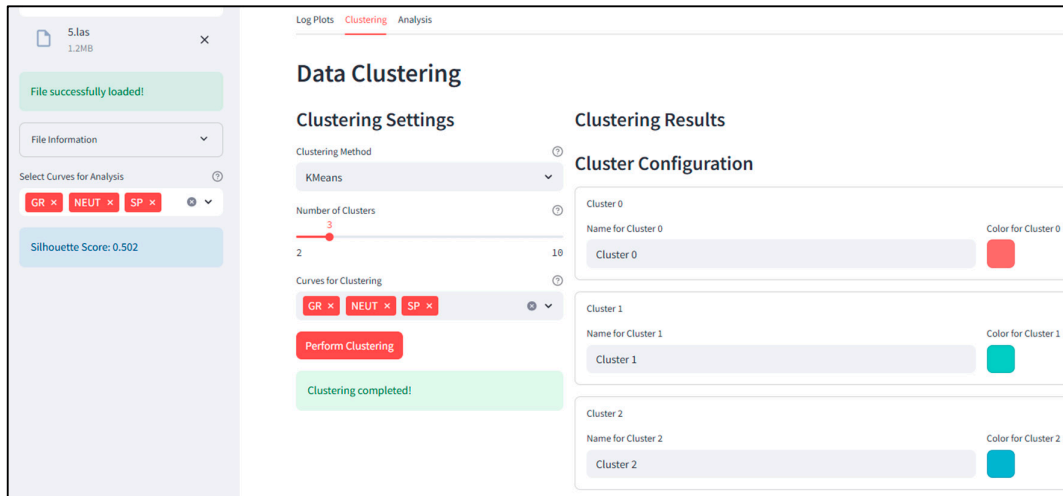 5.las
1.2MB
File successfully loaded!
File Information
Select Curves for Analysis
GR × NEUT × SP ×
Silhouette Score: 0.502
Log Plots Clustering Analysis
Data Clustering
Clustering Settings
Clustering Method
KMeans
Number of Clusters
3
2 10
Curves for Clustering
GR × NEUT × SP ×
Perform Clustering
Clustering completed!
Clustering Results
Cluster Configuration
Cluster 0
Name for Cluster 0 Color for Cluster 0
Cluster 0
Cluster 1
Name for Cluster 1 Color for Cluster 1
Cluster 1
Cluster 2
Name for Cluster 2 Color for Cluster 2
Cluster 2